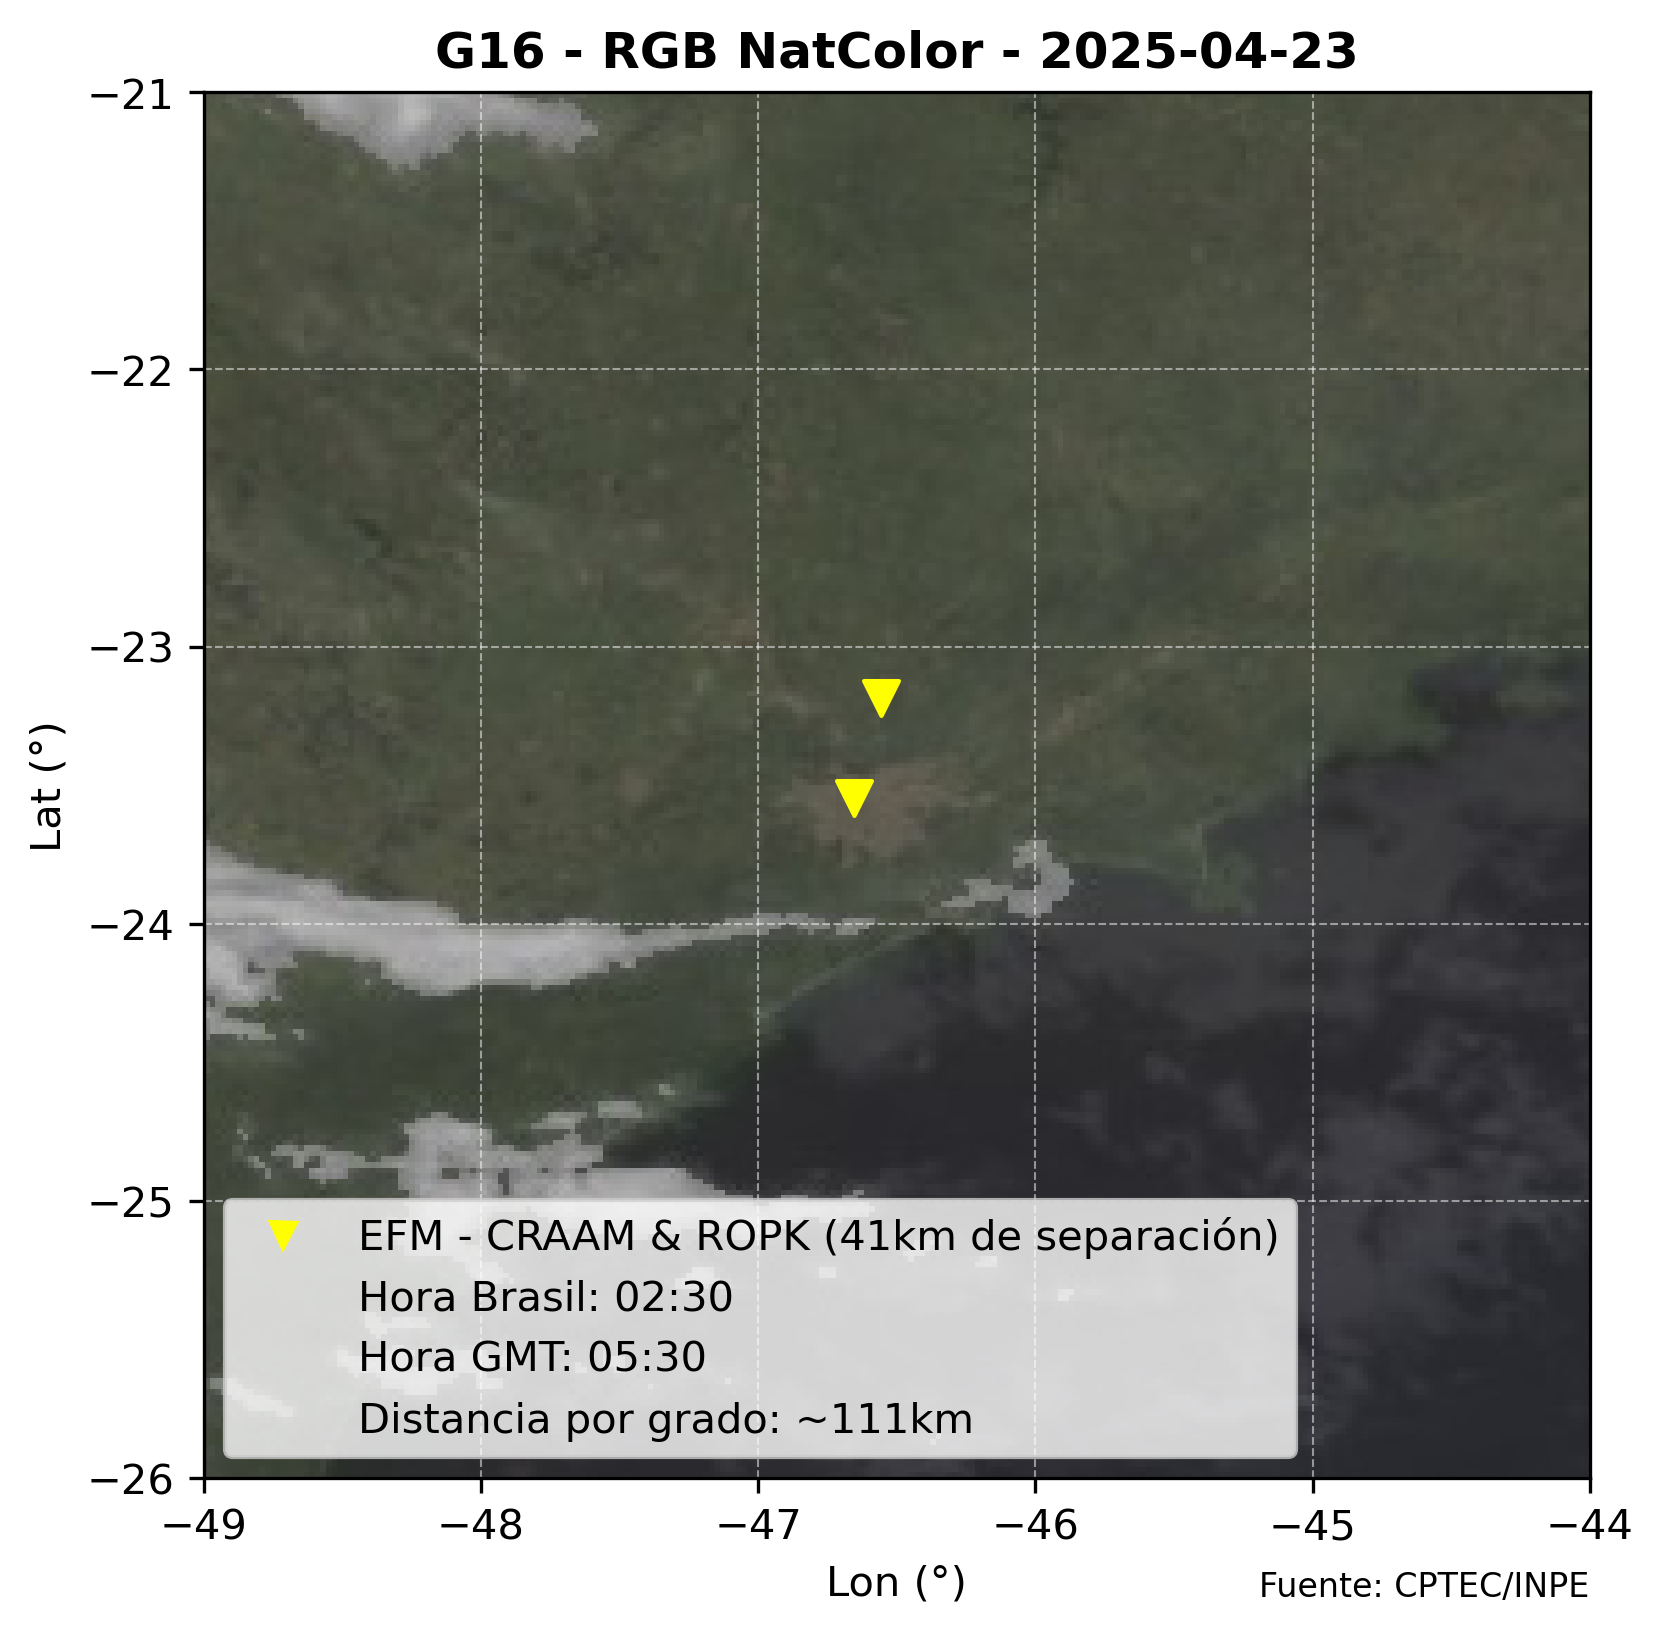 G16 - RGB NatColor - 2025-04-23
−21
−22
−23
−24
−25
−26
Lat (°)
EFM - CRAAM & ROPK (41km de separación)
Hora Brasil: 02:30
Hora GMT: 05:30
Distancia por grado: ~111km
−49 −48 −47 −46 −45 −44
Lon (°)
Fuente: CPTEC/INPE